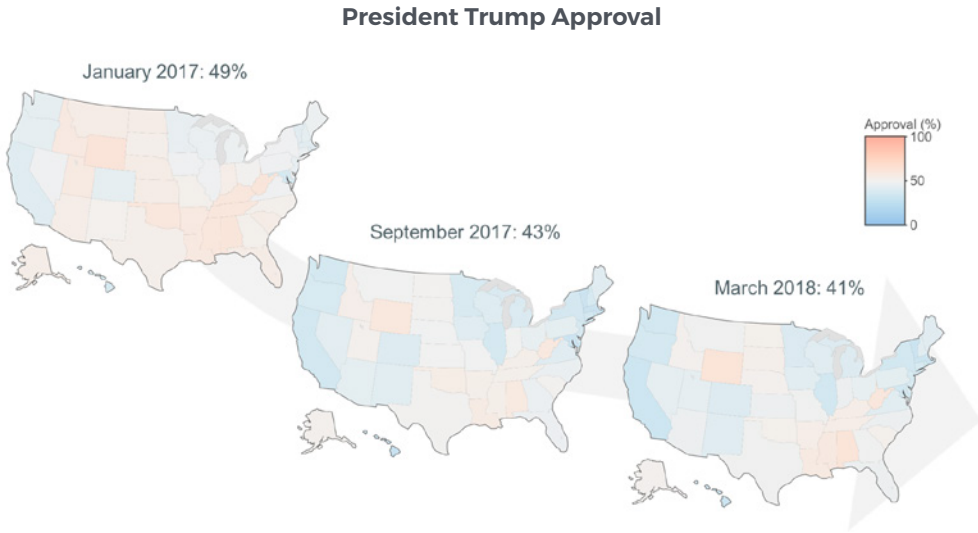 President Trump Approval
January 2017: 49%
Approval (%)
100
50
0
September 2017: 43%
March 2018: 41%